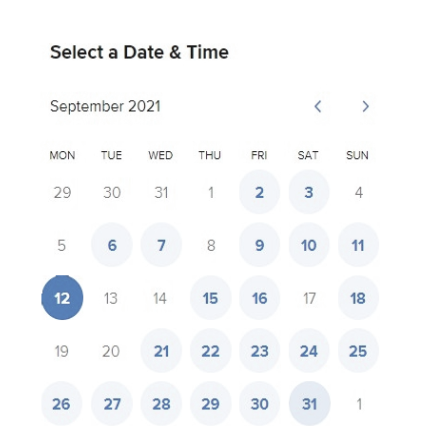 Select a Date & Time
September 2021
MON TUE WED THU FRI SAT SUN
29 30 31 1 2 3 4
5 6 7 8 9 10 11
12 13 14 15 16 17 18
19 20 21 22 23 24 25
26 27 28 29 30 31 1